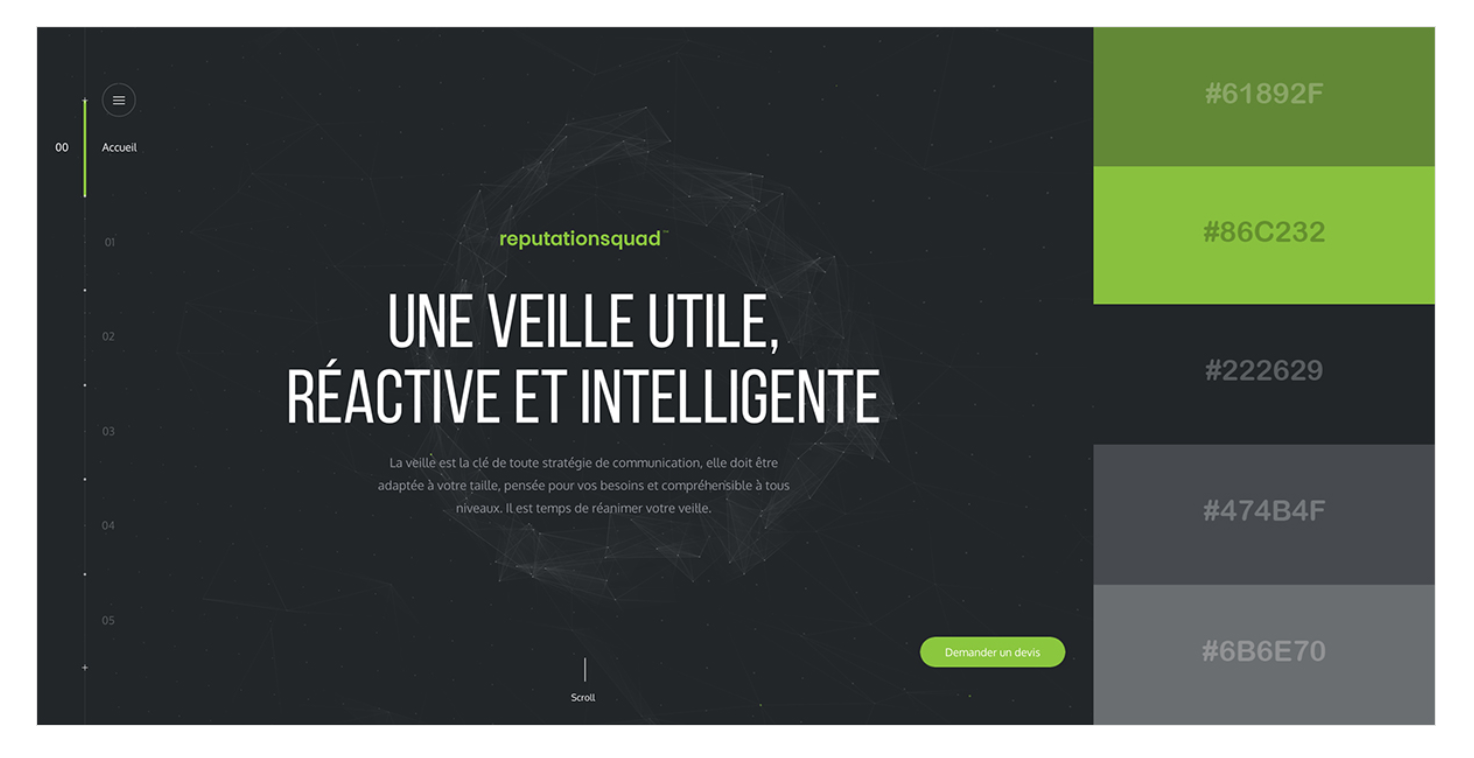 00
Accueil
01
02
03
04
05
reputationsquad™
UNE VEILLE UTILE,
RÉACTIVE ET INTELLIGENTE
La veille est la clé de toute stratégie de communication, elle doit être
adaptée à votre taille, pensée pour vos besoins et compréhensible à tous
niveaux. Il est temps de réanimer votre veille.
Scroll
Demander un devis
#61892F
#86C232
#222629
#474B4F
#6B6E70